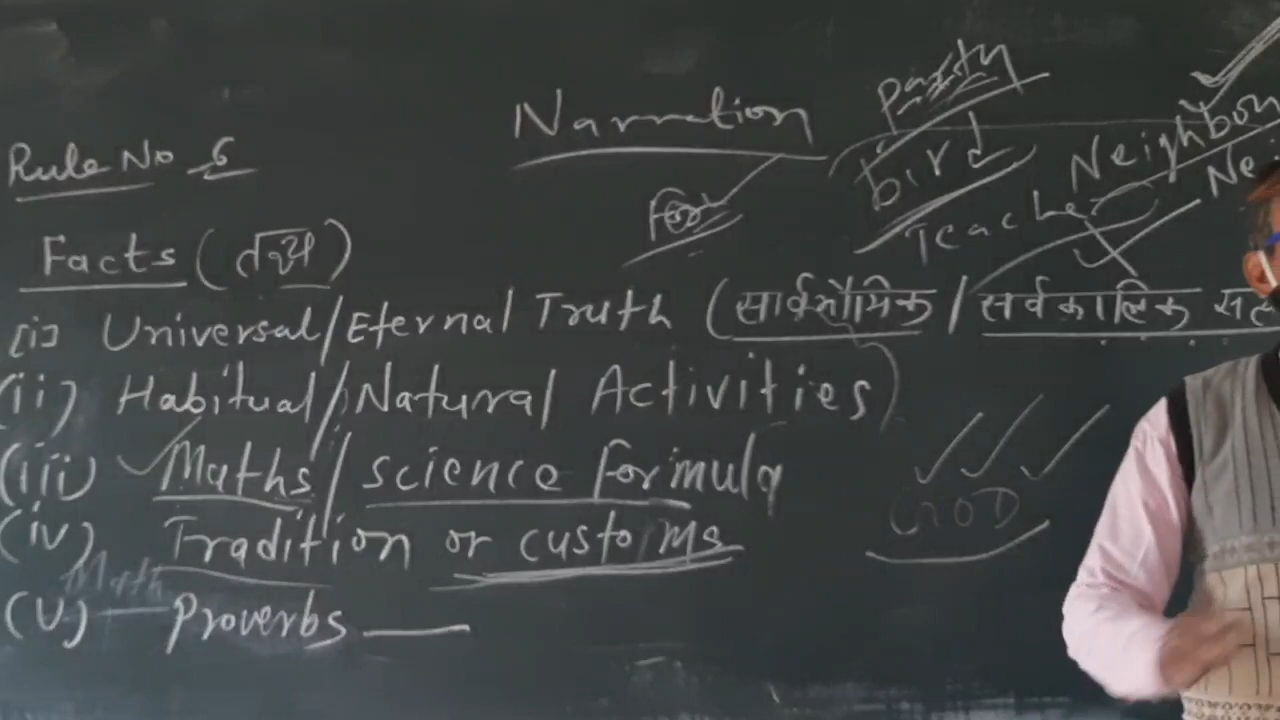 Narration
Party
bird
Teacher
Neighbour
Nei
For
Rule No 6
Facts (तथ्य)
(i) Universal/Eternal Truth (सार्वभौमिक / सर्वकालिक सत
(ii) Habitual/Natural Activities)
(iii) Maths/science formula
(iv) Tradition or customs
GOD
Math
(v) Proverbs